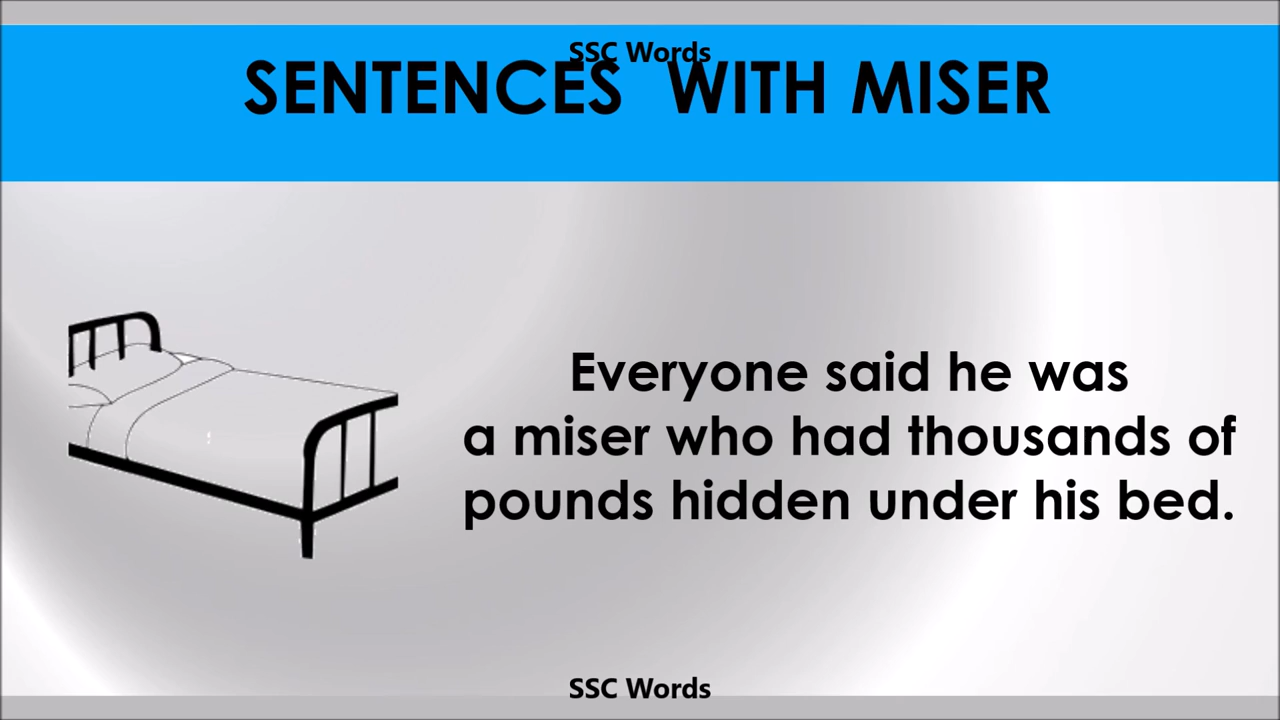 SSC Words
SENTENCES WITH MISER
Everyone said he was
a miser who had thousands of
pounds hidden under his bed.
SSC Words